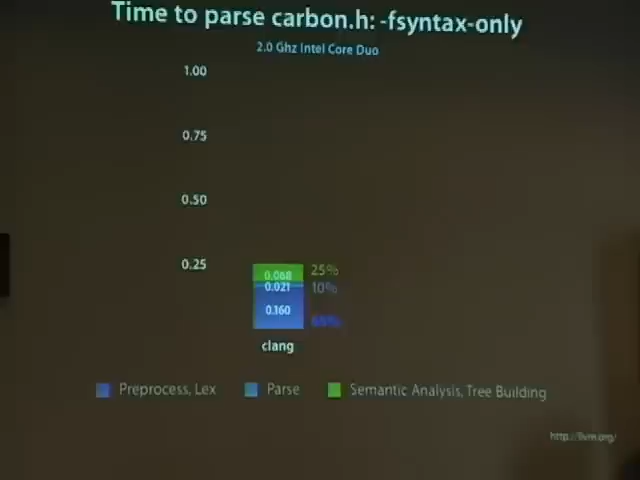 Time to parse carbon.h: -fsyntax-only
2.0 Ghz Intel Core Duo
1.00
0.75
0.50
0.25
0.068 25%
0.021 10%
0.160
clang
Preprocess, Lex Parse Semantic Analysis, Tree Building
http://llvm.org/